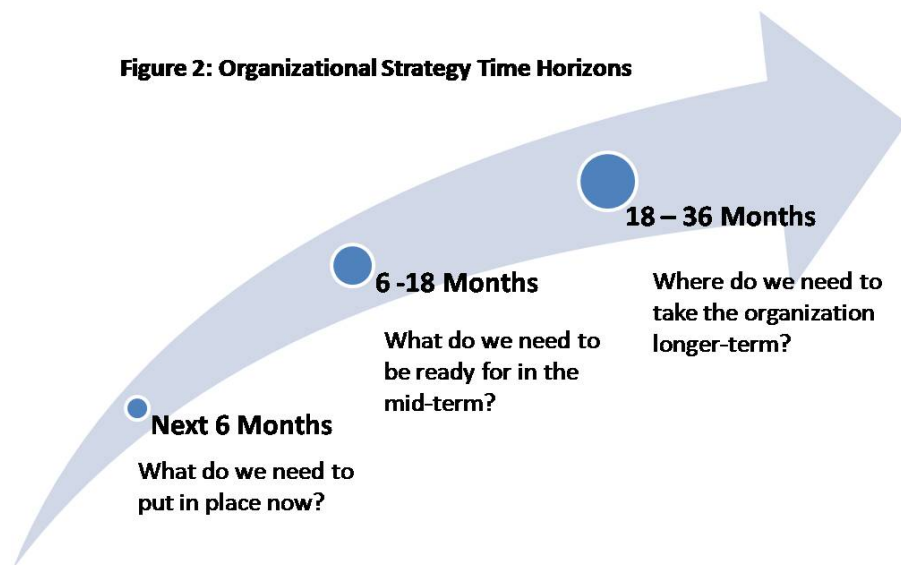 Figure 2: Organizational Strategy Time Horizons
Next 6 Months
What do we need to
put in place now?
6 -18 Months
What do we need to
be ready for in the
mid-term?
18 – 36 Months
Where do we need to
take the organization
longer-term?